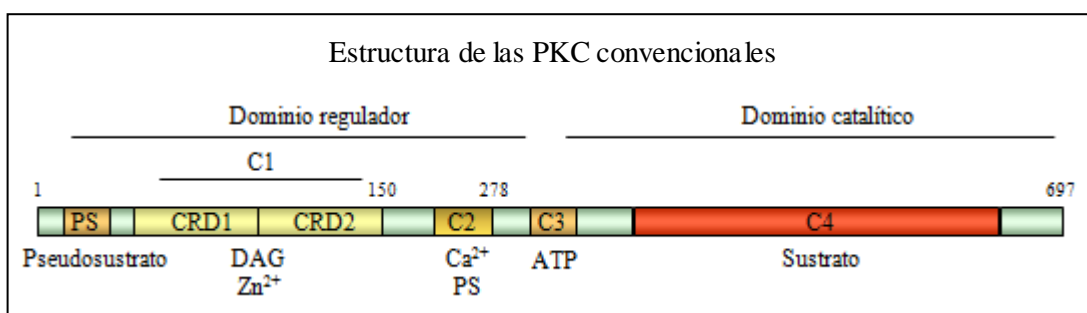 Estructura de las PKC convencionales
Dominio regulador Dominio catalítico
C1
1 150 278 697
PS CRD1 CRD2 C2 C3 C4
Pseudosustrato DAG Ca²⁺ ATP Sustrato
Zn²⁺ PS